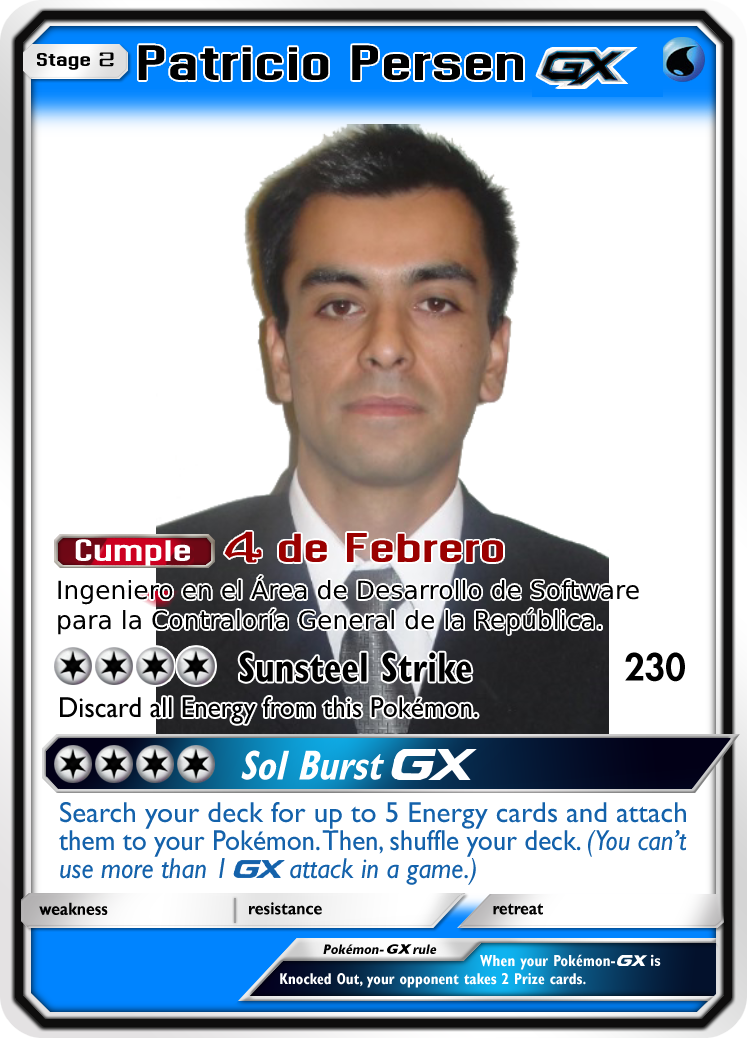 Stage 2 Patricio Persen GX
Cumple 4 de Febrero
Ingeniero en el Área de Desarrollo de Software
para la Contraloría General de la República.
Sunsteel Strike 230
Discard all Energy from this Pokémon.
Sol Burst GX
Search your deck for up to 5 Energy cards and attach
them to your Pokémon. Then, shuffle your deck. (You can't
use more than 1 GX attack in a game.)
weakness resistance retreat
Pokémon-GX rule
When your Pokémon-GX is
Knocked Out, your opponent takes 2 Prize cards.